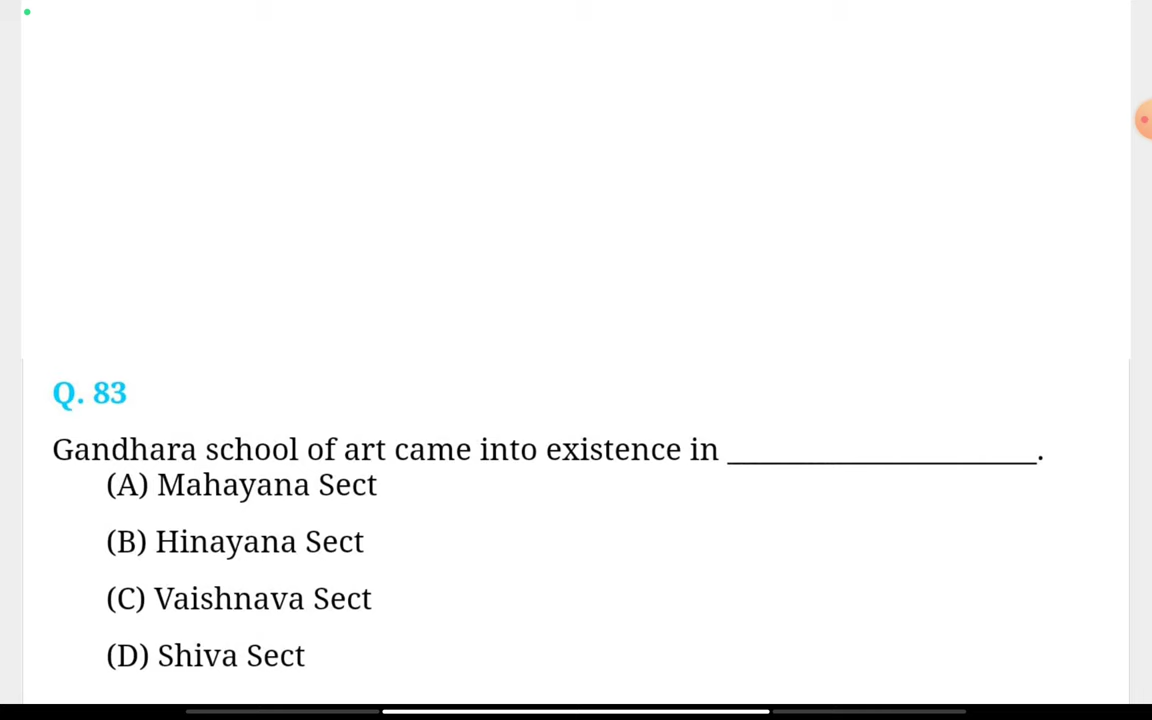 Q. 83
Gandhara school of art came into existence in ____________________.
(A) Mahayana Sect
(B) Hinayana Sect
(C) Vaishnava Sect
(D) Shiva Sect